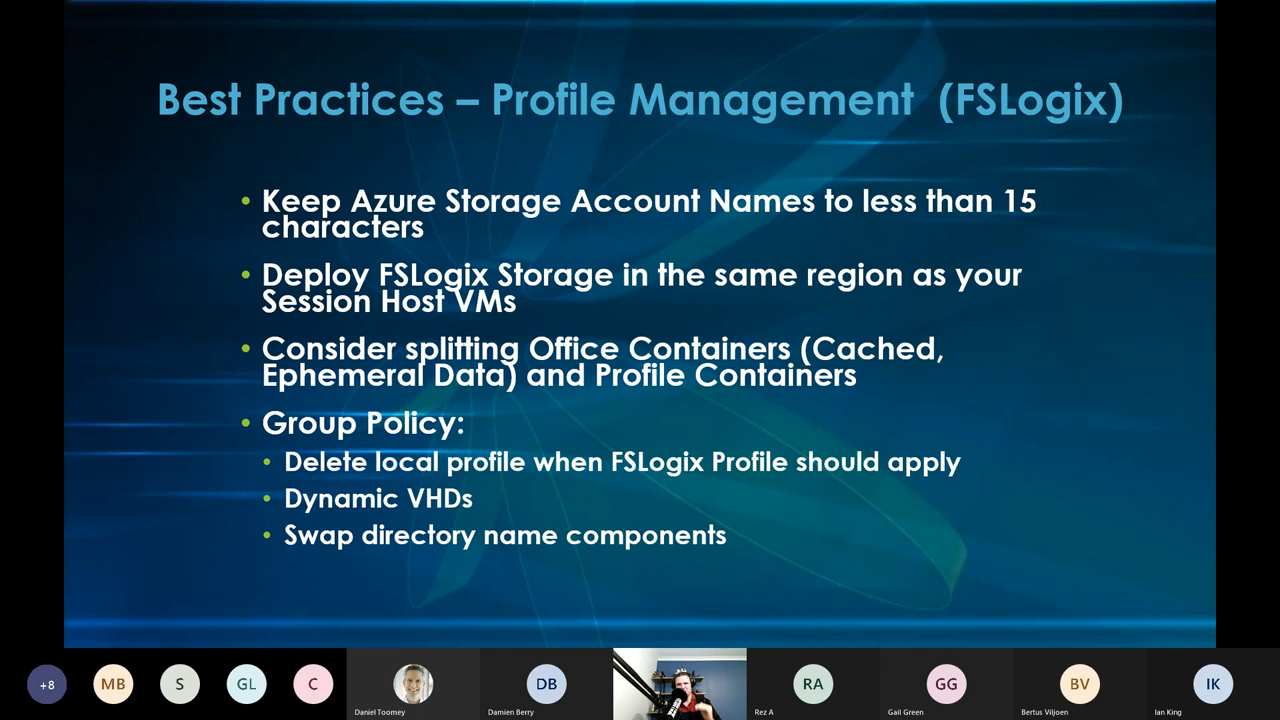 Best Practices – Profile Management (FSLogix)
• Keep Azure Storage Account Names to less than 15
characters
• Deploy FSLogix Storage in the same region as your
Session Host VMs
• Consider splitting Office Containers (Cached,
Ephemeral Data) and Profile Containers
• Group Policy:
• Delete local profile when FSLogix Profile should apply
• Dynamic VHDs
• Swap directory name components
+8 MB S GL C DB RA GG BV IK
Daniel Toomey Damien Berry Rez A Gail Green Bertus Viljoen Ian King